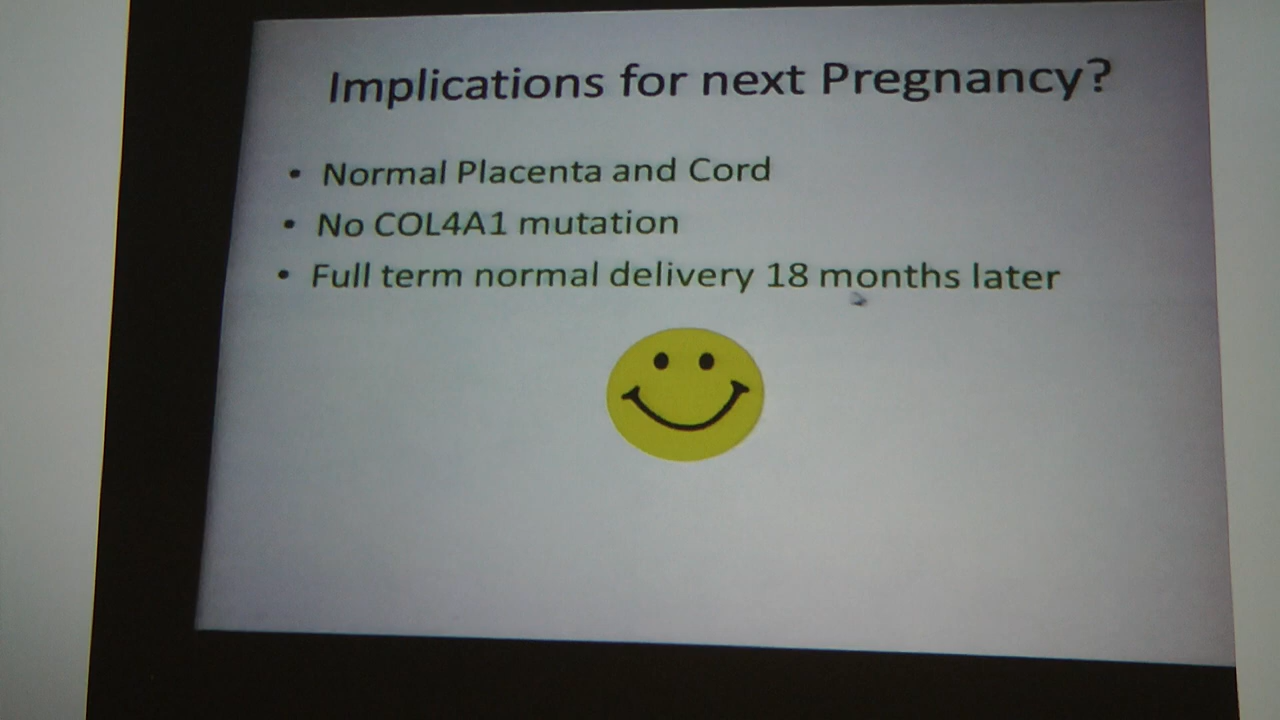 Implications for next Pregnancy?
• Normal Placenta and Cord
• No COL4A1 mutation
• Full term normal delivery 18 months later